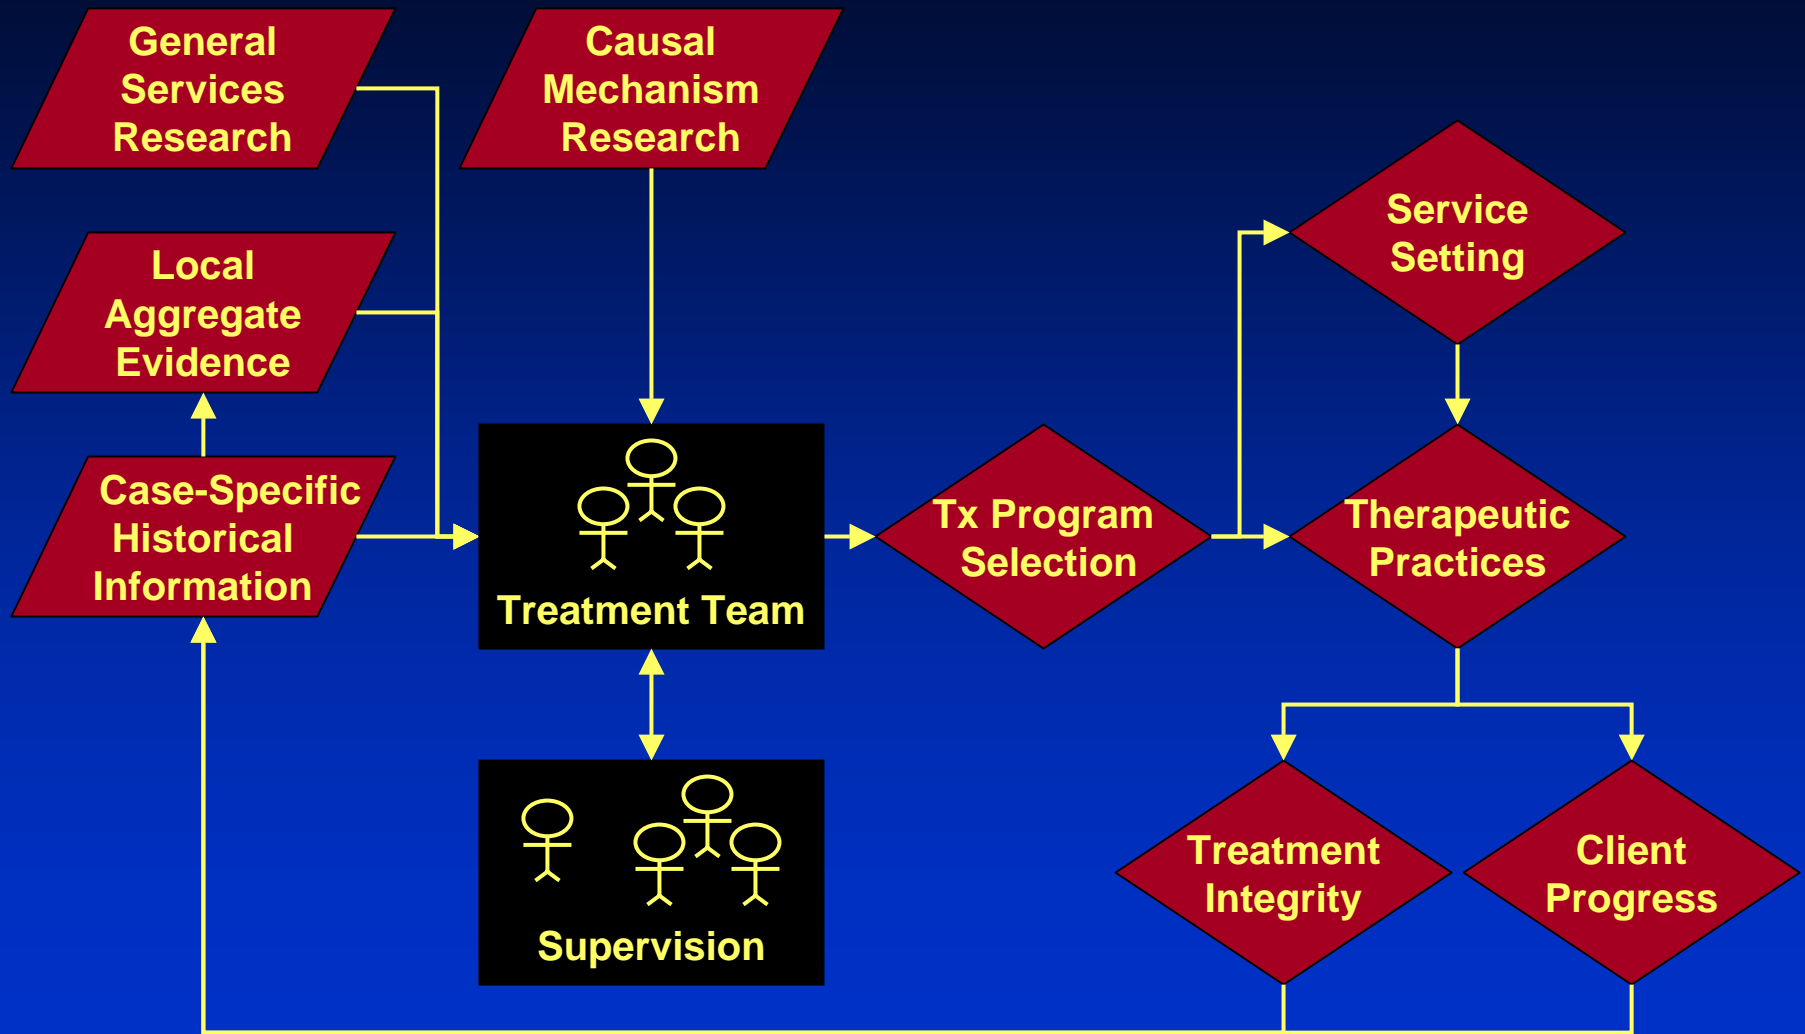 General
Services
Research
Causal
Mechanism
Research
Service
Setting
Local
Aggregate
Evidence
Case-Specific
Historical
Information
Treatment Team
Tx Program
Selection
Therapeutic
Practices
Supervision
Treatment
Integrity
Client
Progress